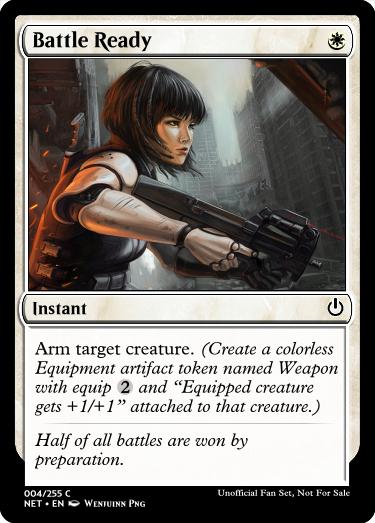 Battle Ready
Instant
Arm target creature. (Create a colorless
Equipment artifact token named Weapon
with equip 2 and “Equipped creature
gets +1/+1” attached to that creature.)
Half of all battles are won by
preparation.
004/255 C
NET • EN Wenjuinn Png
Unofficial Fan Set, Not For Sale